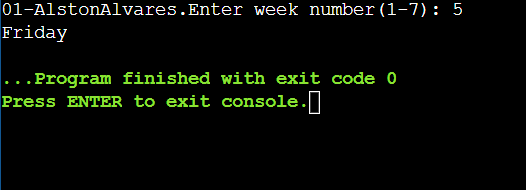 01-AlstonAlvares.Enter week number(1-7): 5
Friday
...Program finished with exit code 0
Press ENTER to exit console.